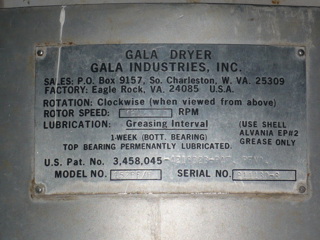 GALA DRYER
GALA INDUSTRIES, INC.
SALES: P.O. Box 9157, So. Charleston, W. VA. 25309
FACTORY: Eagle Rock, VA. 24085 U.S.A.
ROTATION: Clockwise (when viewed from above)
ROTOR SPEED: RPM
LUBRICATION: Greasing Interval (USE SHELL
1-WEEK (BOTT. BEARING) ALVANIA EP#2
TOP BEARING PERMENANTLY LUBRICATED. GREASE ONLY
U.S. Pat. No. 3,458,045
MODEL NO. SERIAL NO.